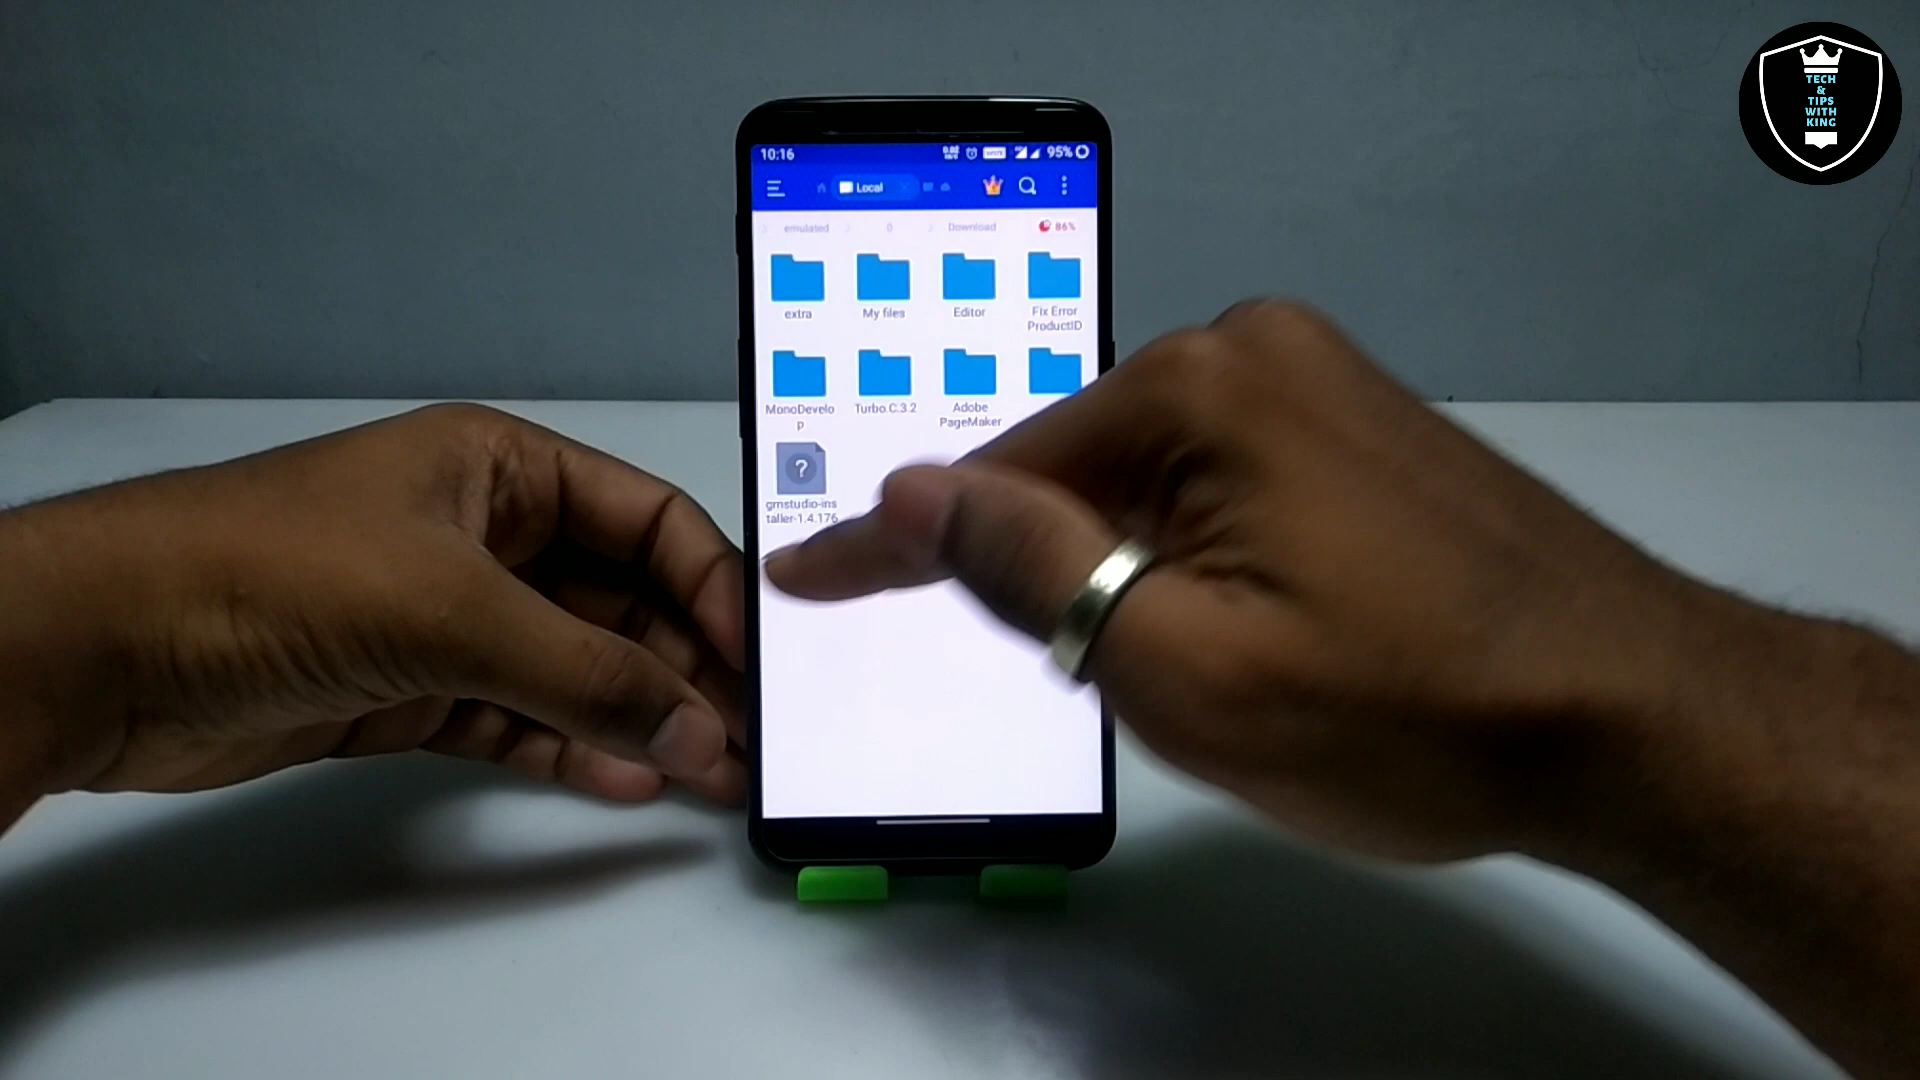 TECH
&
TIPS
WITH
KING
10:16
95%
Local
emulated
0
Download
86%
extra
My files
Editor
Fix Error
ProductID
MonoDevelo
p
Turbo.C.3.2
Adobe
PageMaker
?
gmstudio-ins
taller-1.4.176